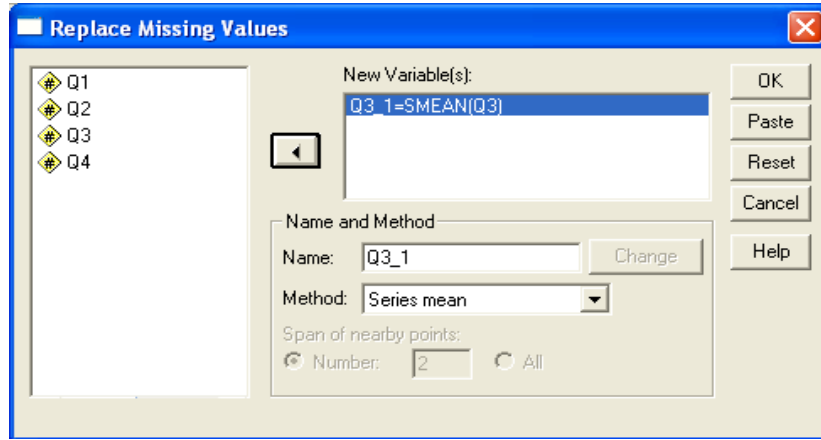 Replace Missing Values
Q1
Q2
Q3
Q4
New Variable(s):
Q3_1=SMEAN(Q3)
Name and Method
Name: Q3_1 Change
Method: Series mean
Span of nearby points:
Number: 2 All
OK
Paste
Reset
Cancel
Help